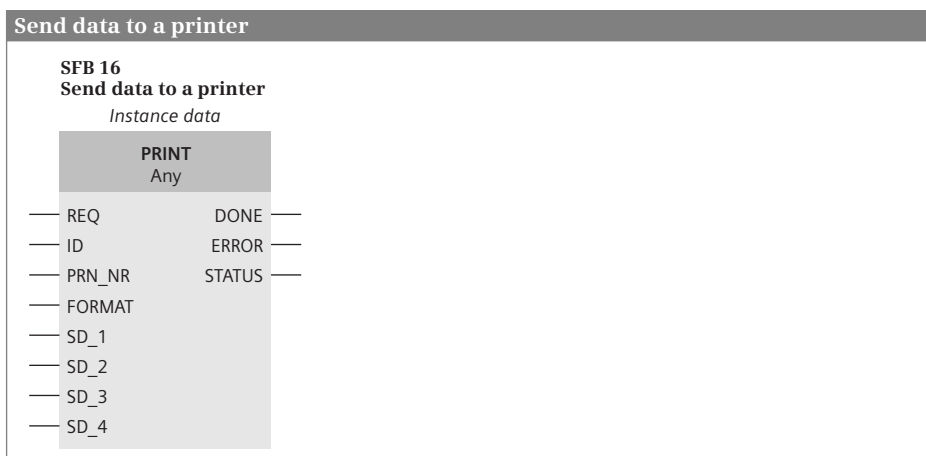 Send data to a printer
SFB 16
Send data to a printer
Instance data
PRINT
Any
REQ DONE
ID ERROR
PRN_NR STATUS
FORMAT
SD_1
SD_2
SD_3
SD_4